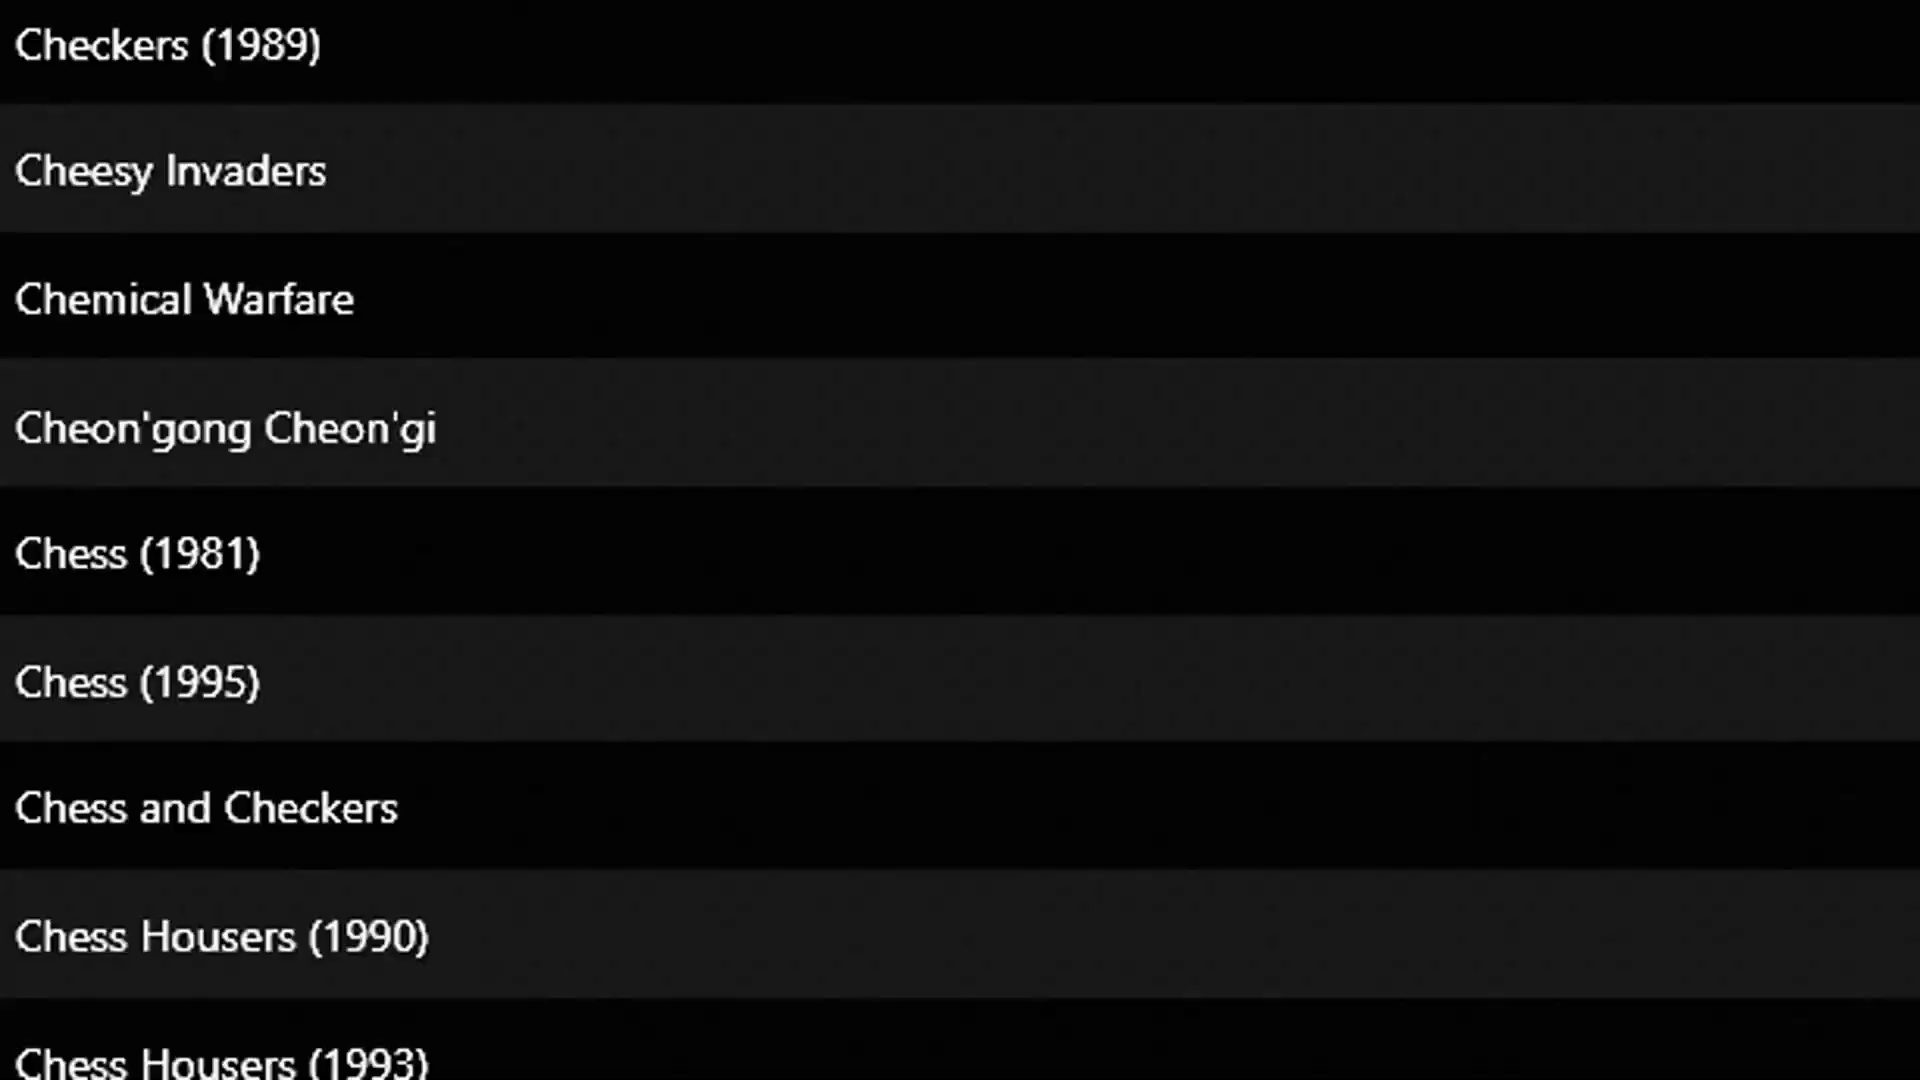 Checkers (1989)
Cheesy Invaders
Chemical Warfare
Cheon'gong Cheon'gi
Chess (1981)
Chess (1995)
Chess and Checkers
Chess Housers (1990)
Chess Housers (1993)